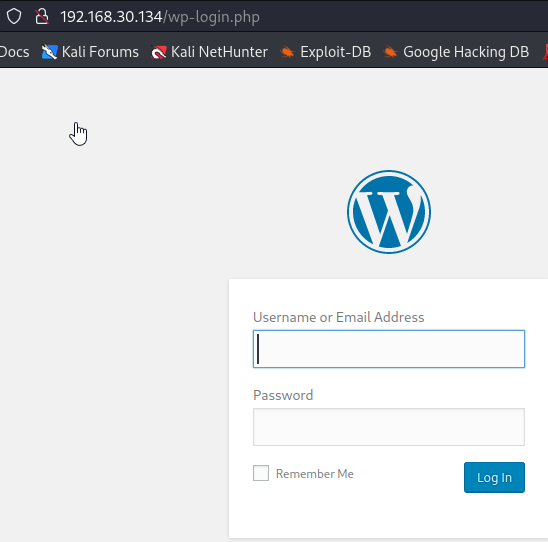 192.168.30.134/wp-login.php
Docs Kali Forums Kali NetHunter Exploit-DB Google Hacking DB
Username or Email Address
Password
Remember Me
Log In